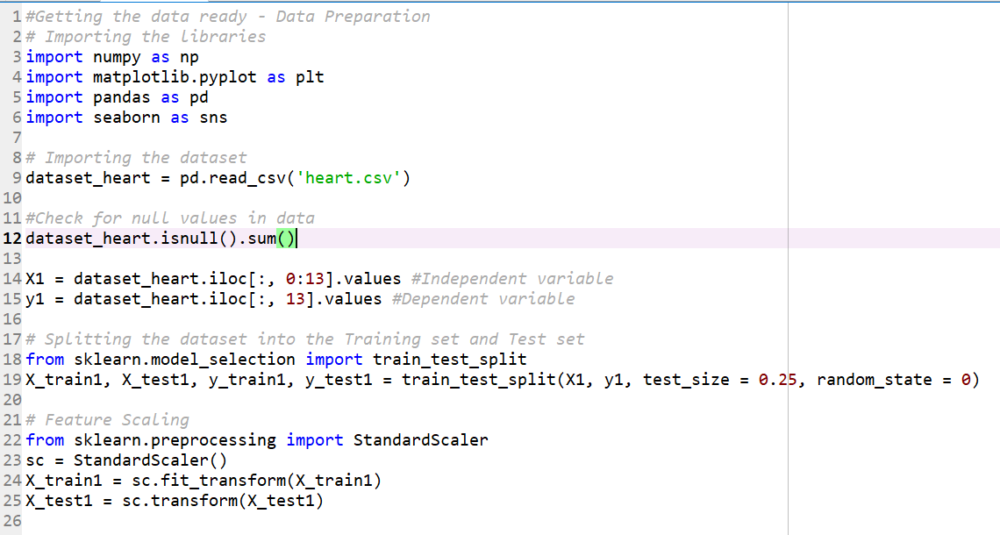 1 #Getting the data ready - Data Preparation
2 # Importing the libraries
3 import numpy as np
4 import matplotlib.pyplot as plt
5 import pandas as pd
6 import seaborn as sns
7
8 # Importing the dataset
9 dataset_heart = pd.read_csv('heart.csv')
10
11 #Check for null values in data
12 dataset_heart.isnull().sum()
13
14 X1 = dataset_heart.iloc[:, 0:13].values #Independent variable
15 y1 = dataset_heart.iloc[:, 13].values #Dependent variable
16
17 # Splitting the dataset into the Training set and Test set
18 from sklearn.model_selection import train_test_split
19 X_train1, X_test1, y_train1, y_test1 = train_test_split(X1, y1, test_size = 0.25, random_state = 0)
20
21 # Feature Scaling
22 from sklearn.preprocessing import StandardScaler
23 sc = StandardScaler()
24 X_train1 = sc.fit_transform(X_train1)
25 X_test1 = sc.transform(X_test1)
26